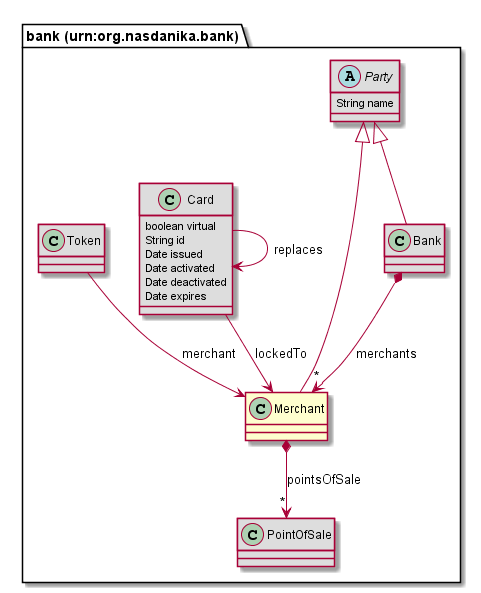 bank (urn:org.nasdanika.bank)
A Party
String name
C Card
boolean virtual
String id
Date issued
Date activated
Date deactivated
Date expires
C Token
C Bank
replaces
merchant
lockedTo
merchants
*
C Merchant
pointsOfSale
*
C PointOfSale